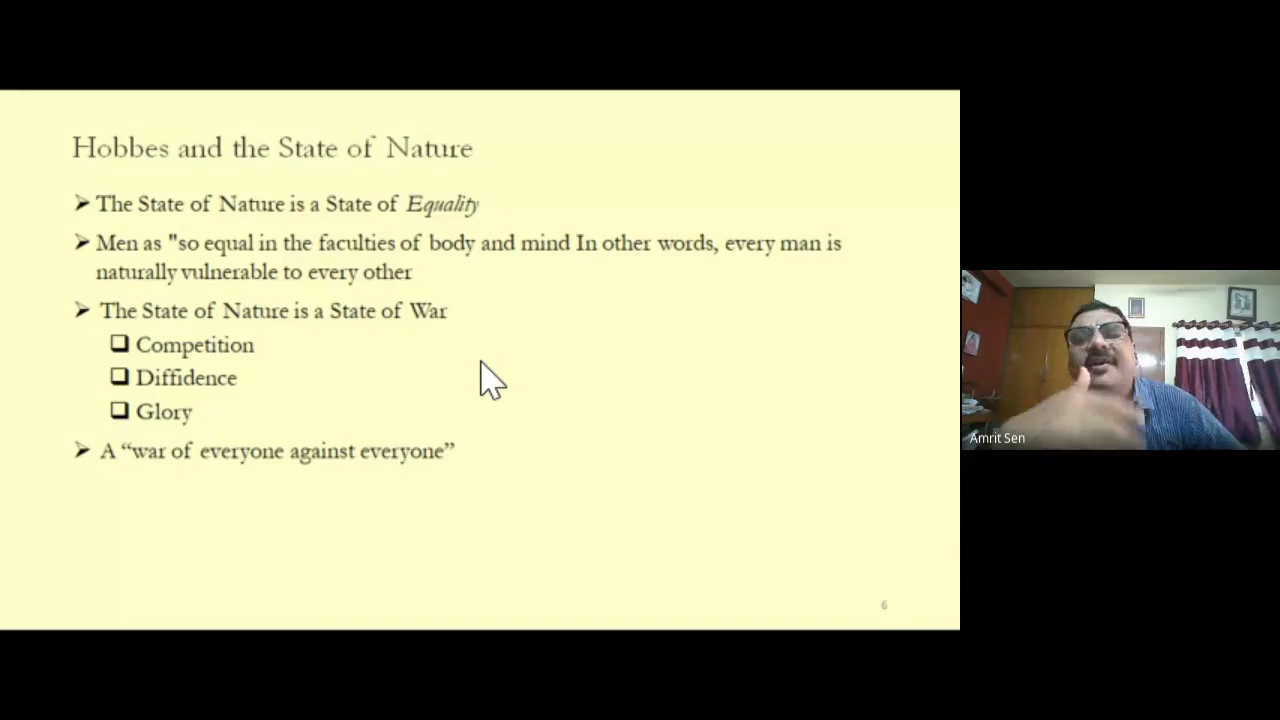 Hobbes and the State of Nature
➢ The State of Nature is a State of Equality
➢ Men as "so equal in the faculties of body and mind In other words, every man is
naturally vulnerable to every other
➢ The State of Nature is a State of War
❑ Competition
❑ Diffidence
❑ Glory
➢ A “war of everyone against everyone”
6
Amrit Sen